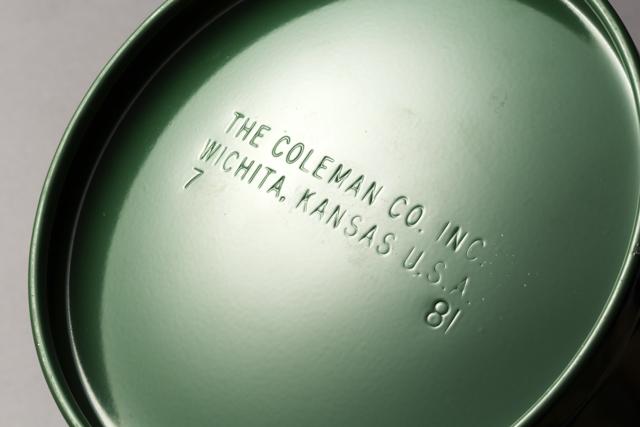 THE COLEMAN CO. INC.
WICHITA, KANSAS U.S.A.
7 81